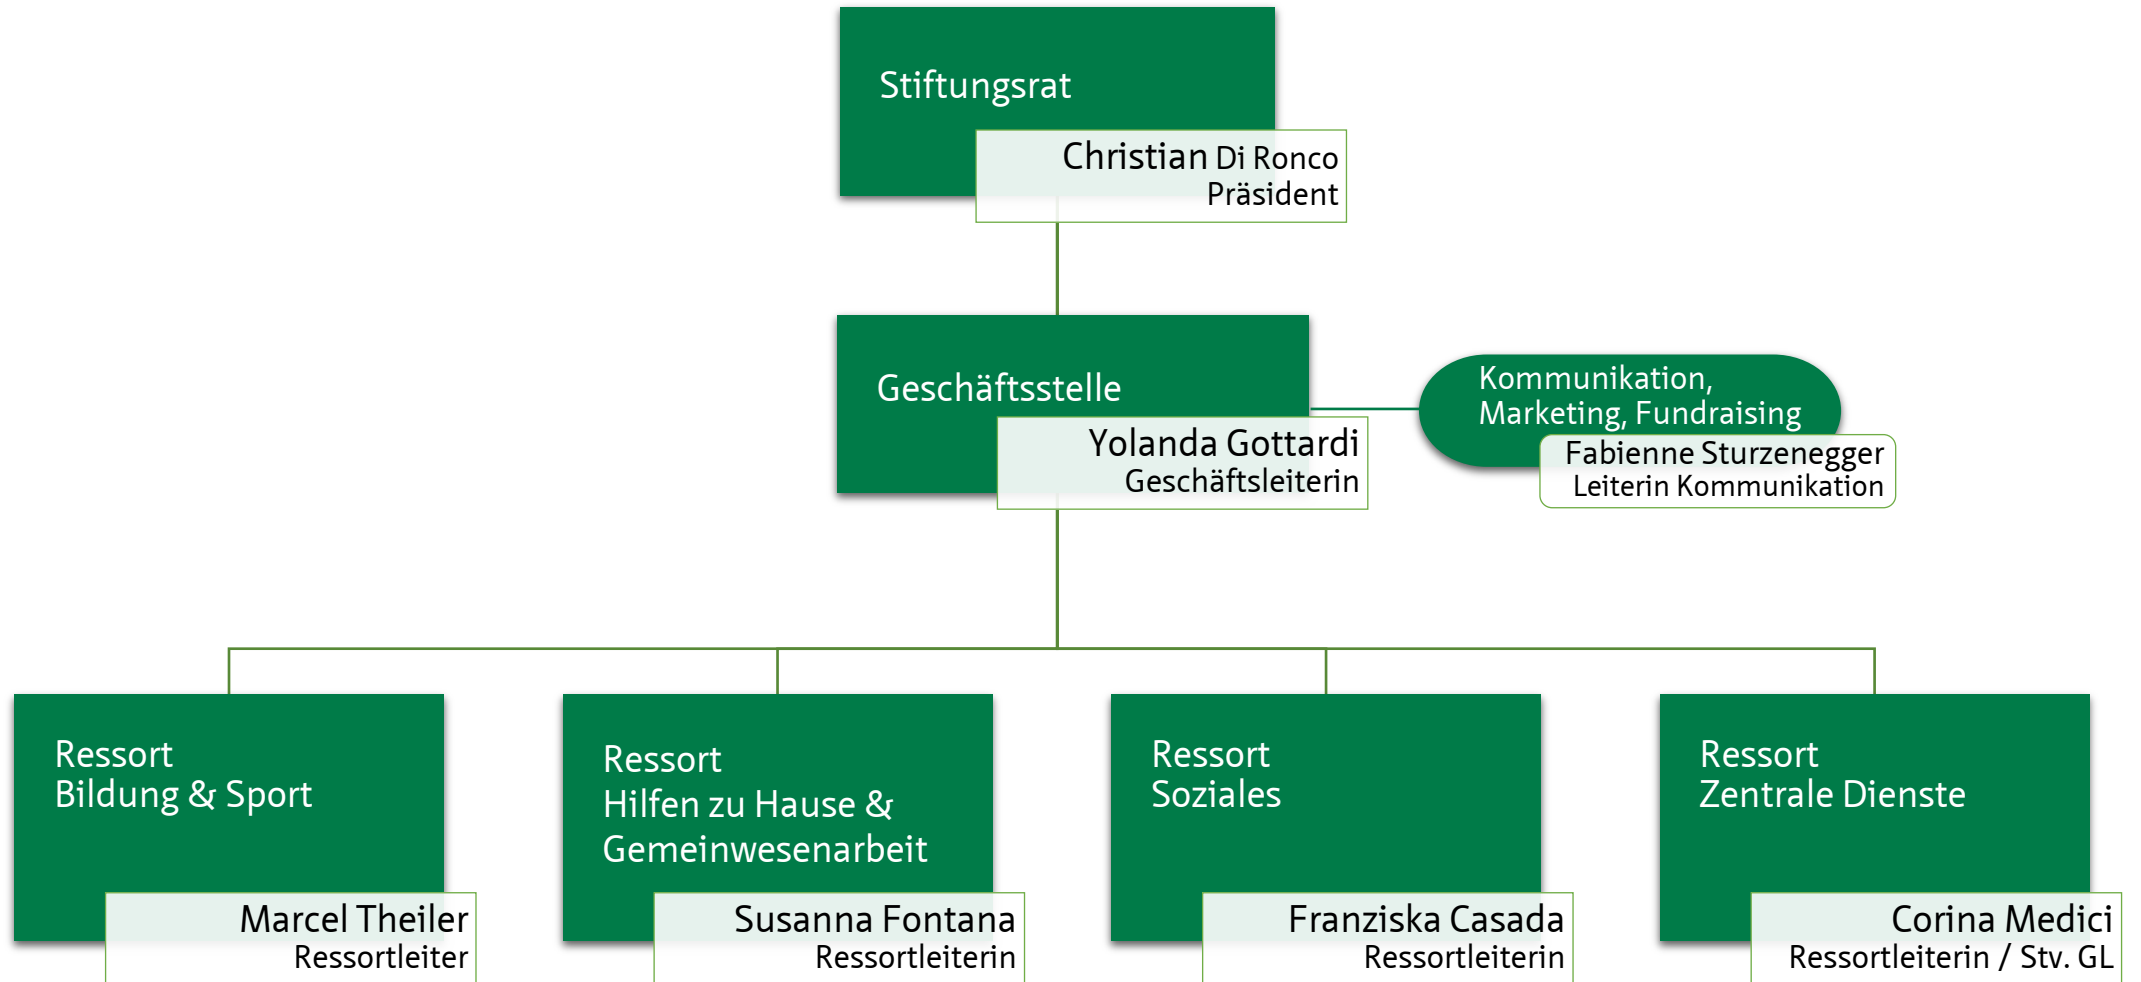 Stiftungsrat
Christian Di Ronco
Präsident
Geschäftsstelle
Yolanda Gottardi
Geschäftsleiterin
Kommunikation,
Marketing, Fundraising
Fabienne Sturzenegger
Leiterin Kommunikation
Ressort
Bildung & Sport
Marcel Theiler
Ressortleiter
Ressort
Hilfen zu Hause &
Gemeinwesenarbeit
Susanna Fontana
Ressortleiterin
Ressort
Soziales
Franziska Casada
Ressortleiterin
Ressort
Zentrale Dienste
Corina Medici
Ressortleiterin / Stv. GL